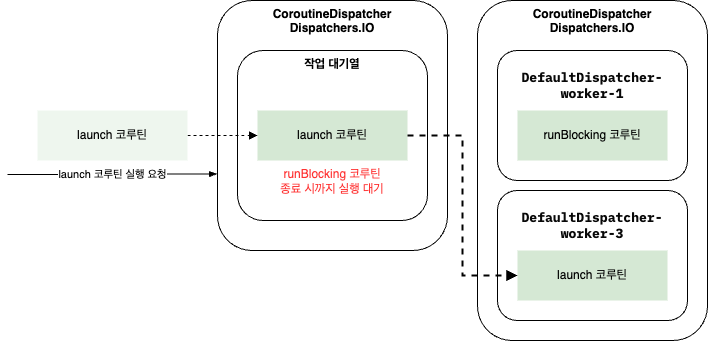 CoroutineDispatcher
Dispatchers.IO
작업 대기열
launch 코루틴
launch 코루틴
launch 코루틴 실행 요청
runBlocking 코루틴
종료 시까지 실행 대기
CoroutineDispatcher
Dispatchers.IO
DefaultDispatcher-
worker-1
runBlocking 코루틴
DefaultDispatcher-
worker-3
launch 코루틴